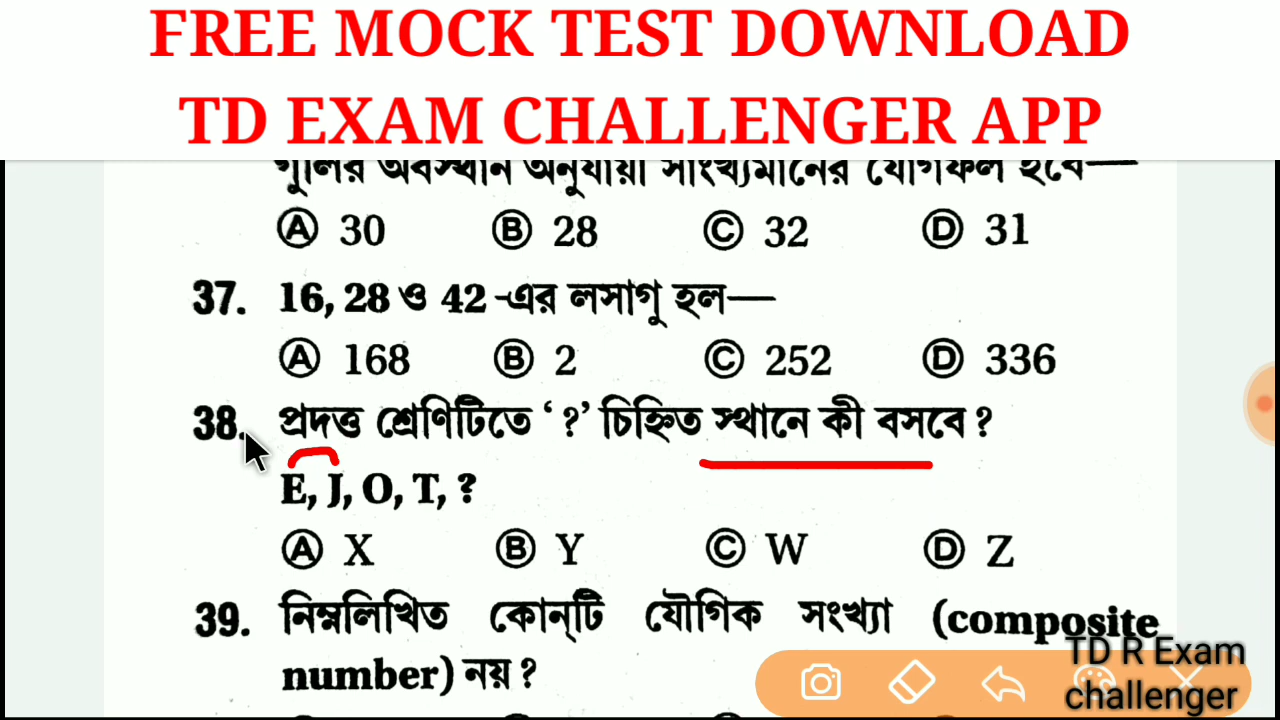 FREE MOCK TEST DOWNLOAD
TD EXAM CHALLENGER APP
গুলির অবস্থান অনুযায়ী সাংখ্যমানের যোগফল হবে—
Ⓐ 30 Ⓑ 28 Ⓒ 32 Ⓓ 31
37. 16, 28 ও 42 -এর লসাগু হল—
Ⓐ 168 Ⓑ 2 Ⓒ 252 Ⓓ 336
38. প্রদত্ত শ্রেণিটিতে ‘?’ চিহ্নিত স্থানে কী বসবে ?
E, J, O, T, ?
Ⓐ X Ⓑ Y Ⓒ W Ⓓ Z
39. নিম্নলিখিত কোন্‌টি যৌগিক সংখ্যা (composite
number) নয় ?
TD R Exam
challenger